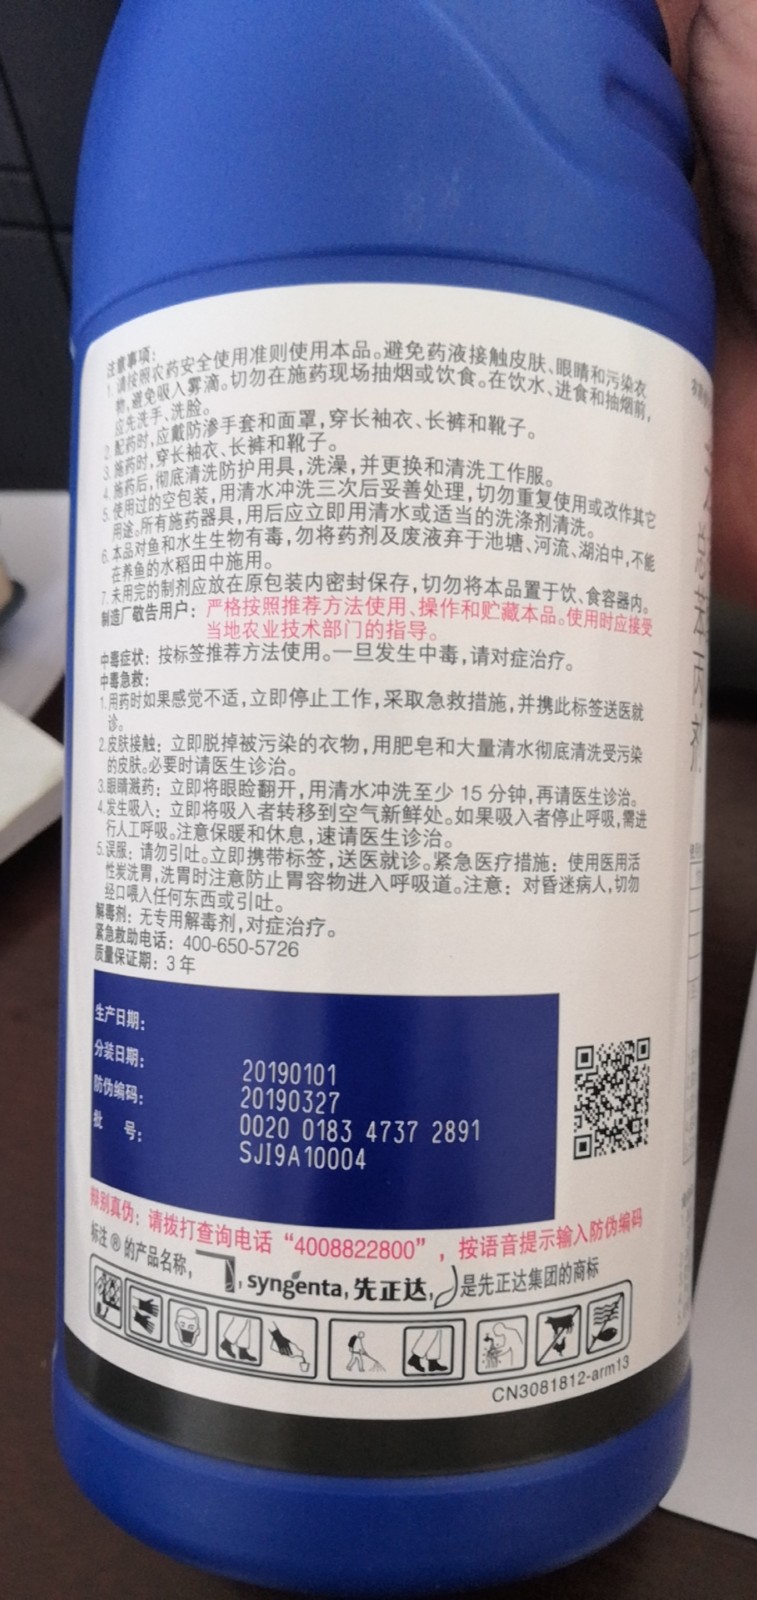 注意事项:
1. 请按照农药安全使用准则使用本品。避免药液接触皮肤、眼睛和污染衣
物,避免吸入雾滴。切勿在施药现场抽烟或饮食。在饮水、进食和抽烟前,
应先洗手、洗脸。
2. 配药时,应戴防渗手套和面罩,穿长袖衣、长裤和靴子。
3. 施药时,穿长袖衣、长裤和靴子。
4. 施药后,彻底清洗防护用具,洗澡,并更换和清洗工作服。
5. 使用过的空包装,用清水冲洗三次后妥善处理,切勿重复使用或改作其它
用途。所有施药器具,用后应立即用清水或适当的洗涤剂清洗。
6. 本品对鱼和水生生物有毒,勿将药剂及废液弃于池塘、河流、湖泊中,不能
在养鱼的水稻田中施用。
7. 未用完的制剂应放在原包装内密封保存,切勿将本品置于饮、食容器内。
制造厂敬告用户: 严格按照推荐方法使用、操作和贮藏本品。使用时应接受
当地农业技术部门的指导。
中毒症状: 按标签推荐方法使用。一旦发生中毒,请对症治疗。
中毒急救:
1. 用药时如果感觉不适,立即停止工作,采取急救措施,并携此标签送医就
诊。
2. 皮肤接触: 立即脱掉被污染的衣物,用肥皂和大量清水彻底清洗受污染
的皮肤。必要时请医生诊治。
3. 眼睛溅药: 立即将眼睑翻开,用清水冲洗至少 15 分钟,再请医生诊治。
4. 发生吸入: 立即将吸入者转移到空气新鲜处。如果吸入者停止呼吸,需进
行人工呼吸。注意保暖和休息,速请医生诊治。
5. 误服: 请勿引吐。立即携带标签,送医就诊。紧急医疗措施: 使用医用活
性炭洗胃,洗胃时注意防止胃容物进入呼吸道。注意: 对昏迷病人,切勿
经口喂入任何东西或引吐。
解毒剂: 无专用解毒剂,对症治疗。
紧急救助电话: 400-650-5726
质量保证期: 3 年
生产日期:
分装日期:
防伪编码:
批 号:
20190101
20190327
0020 0183 4737 2891
SJI9A10004
辩别真伪: 请拨打查询电话“4008822800”, 按语音提示输入防伪编码
标注 ® 的产品名称, , syngenta, 先正达, 是先正达集团的商标
CN3081812-arm13